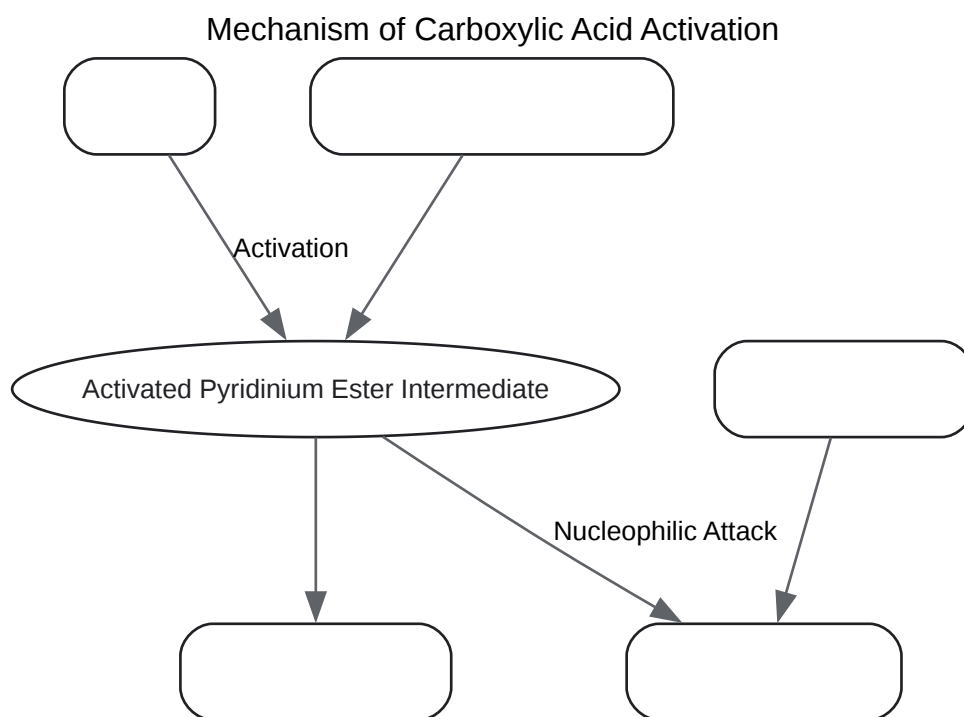 Mechanism of Carboxylic Acid Activation
Activation
Activated Pyridinium Ester Intermediate
Nucleophilic Attack